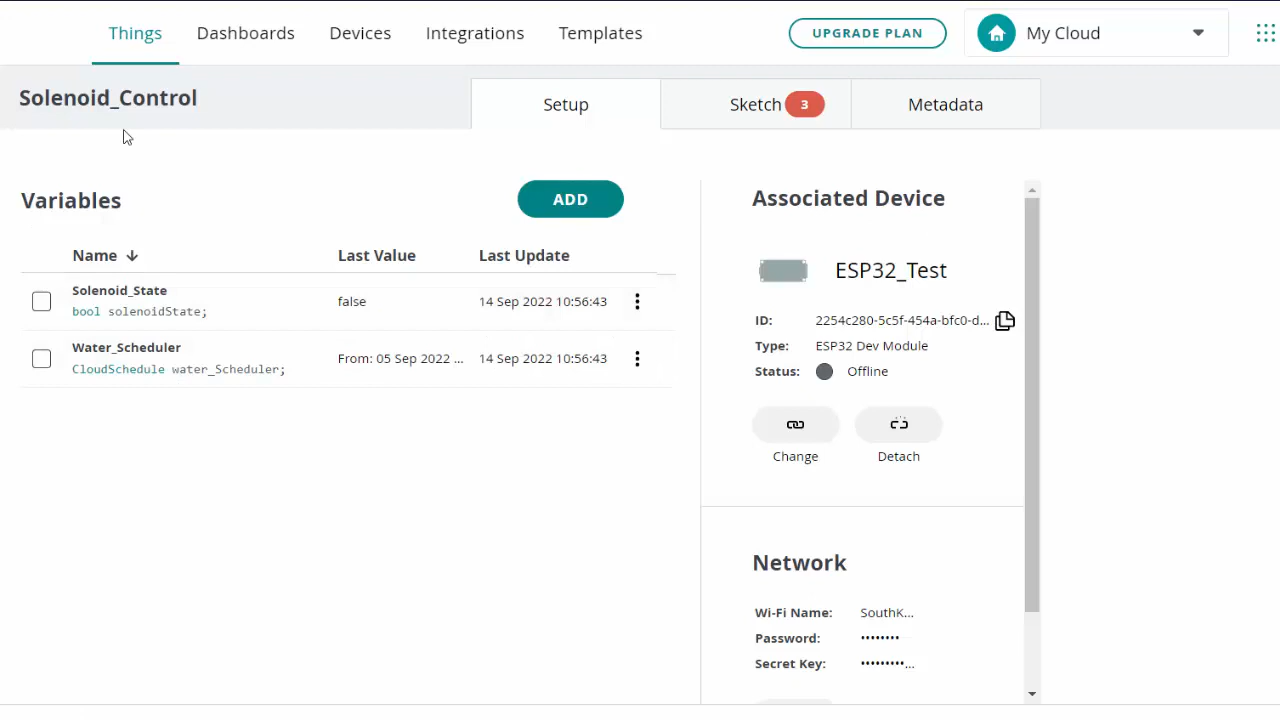 Things Dashboards Devices Integrations Templates UPGRADE PLAN My Cloud
Solenoid_Control
Setup
Sketch 3
Metadata
Variables
ADD
Name Last Value Last Update
Solenoid_State
bool solenoidState;
false
14 Sep 2022 10:56:43
Water_Scheduler
CloudSchedule water_Scheduler;
From: 05 Sep 2022 ...
14 Sep 2022 10:56:43
Associated Device
ESP32_Test
ID: 2254c280-5c5f-454a-bfc0-d...
Type: ESP32 Dev Module
Status: Offline
Change
Detach
Network
Wi-Fi Name: SouthK...
Password: ••••••••
Secret Key: •••••••••...